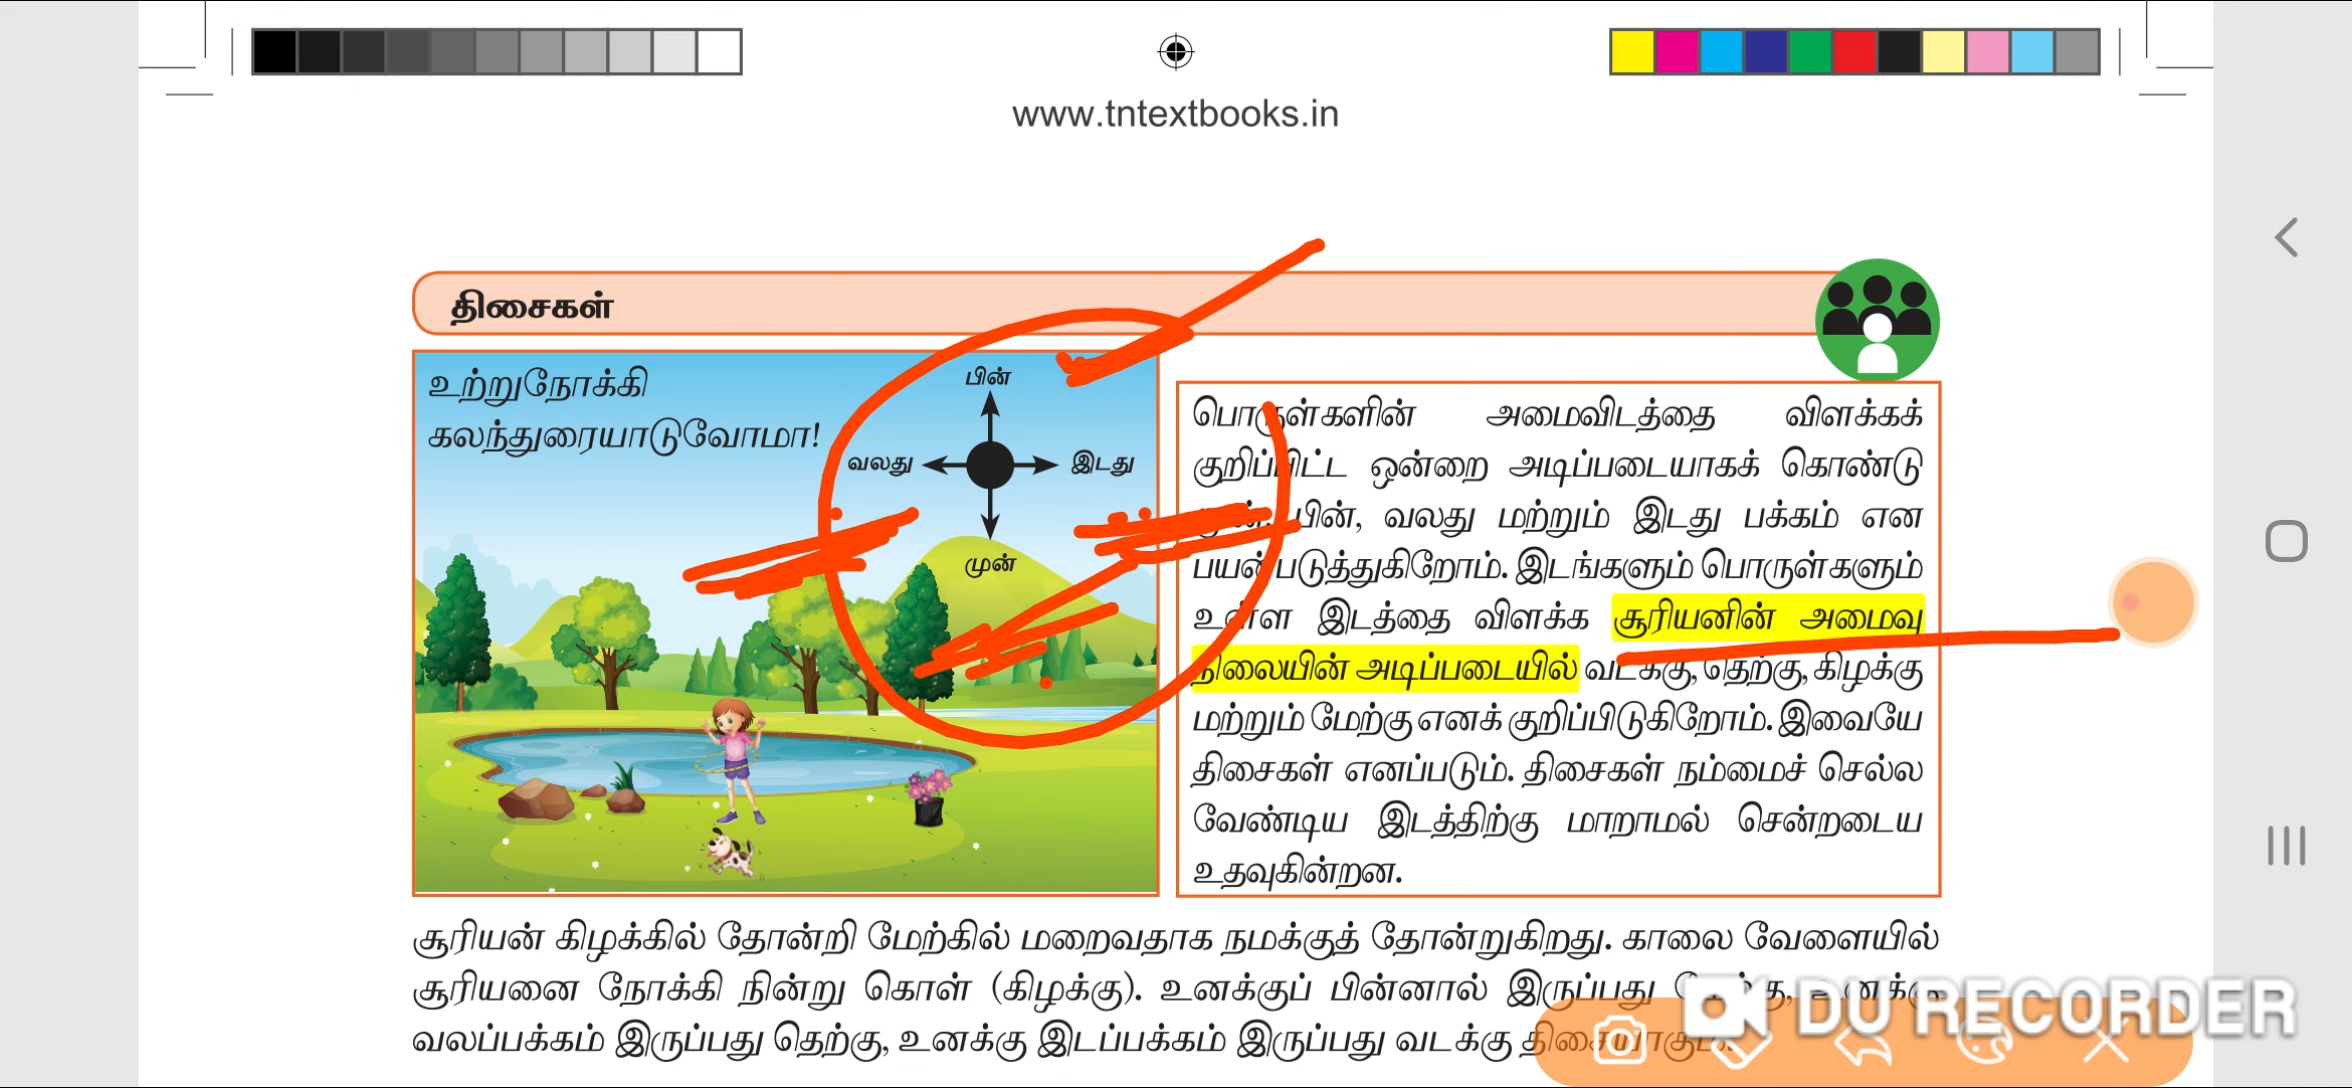 www.tntextbooks.in
திசைகள்
உற்றுநோக்கி
கலந்துரையாடுவோமா!
பின்
வலது
இடது
முன்
பொருள்களின் அமைவிடத்தை விளக்கக்
குறிப்பிட்ட ஒன்றை அடிப்படையாகக் கொண்டு
பின், வலது மற்றும் இடது பக்கம் என
பயன்படுத்துகிறோம். இடங்களும் பொருள்களும்
உள்ள இடத்தை விளக்க சூரியனின் அமைவு
நிலையின் அடிப்படையில் வடக்கு, தெற்கு, கிழக்கு
மற்றும் மேற்கு எனக் குறிப்பிடுகிறோம். இவையே
திசைகள் எனப்படும். திசைகள் நம்மைச் செல்ல
வேண்டிய இடத்திற்கு மாறாமல் சென்றடைய
உதவுகின்றன.
சூரியன் கிழக்கில் தோன்றி மேற்கில் மறைவதாக நமக்குத் தோன்றுகிறது. காலை வேளையில்
சூரியனை நோக்கி நின்று கொள் (கிழக்கு). உனக்குப் பின்னால் இருப்பது
வலப்பக்கம் இருப்பது தெற்கு, உனக்கு இடப்பக்கம் இருப்பது வடக்கு திசையாகும்.
DU RECORDER